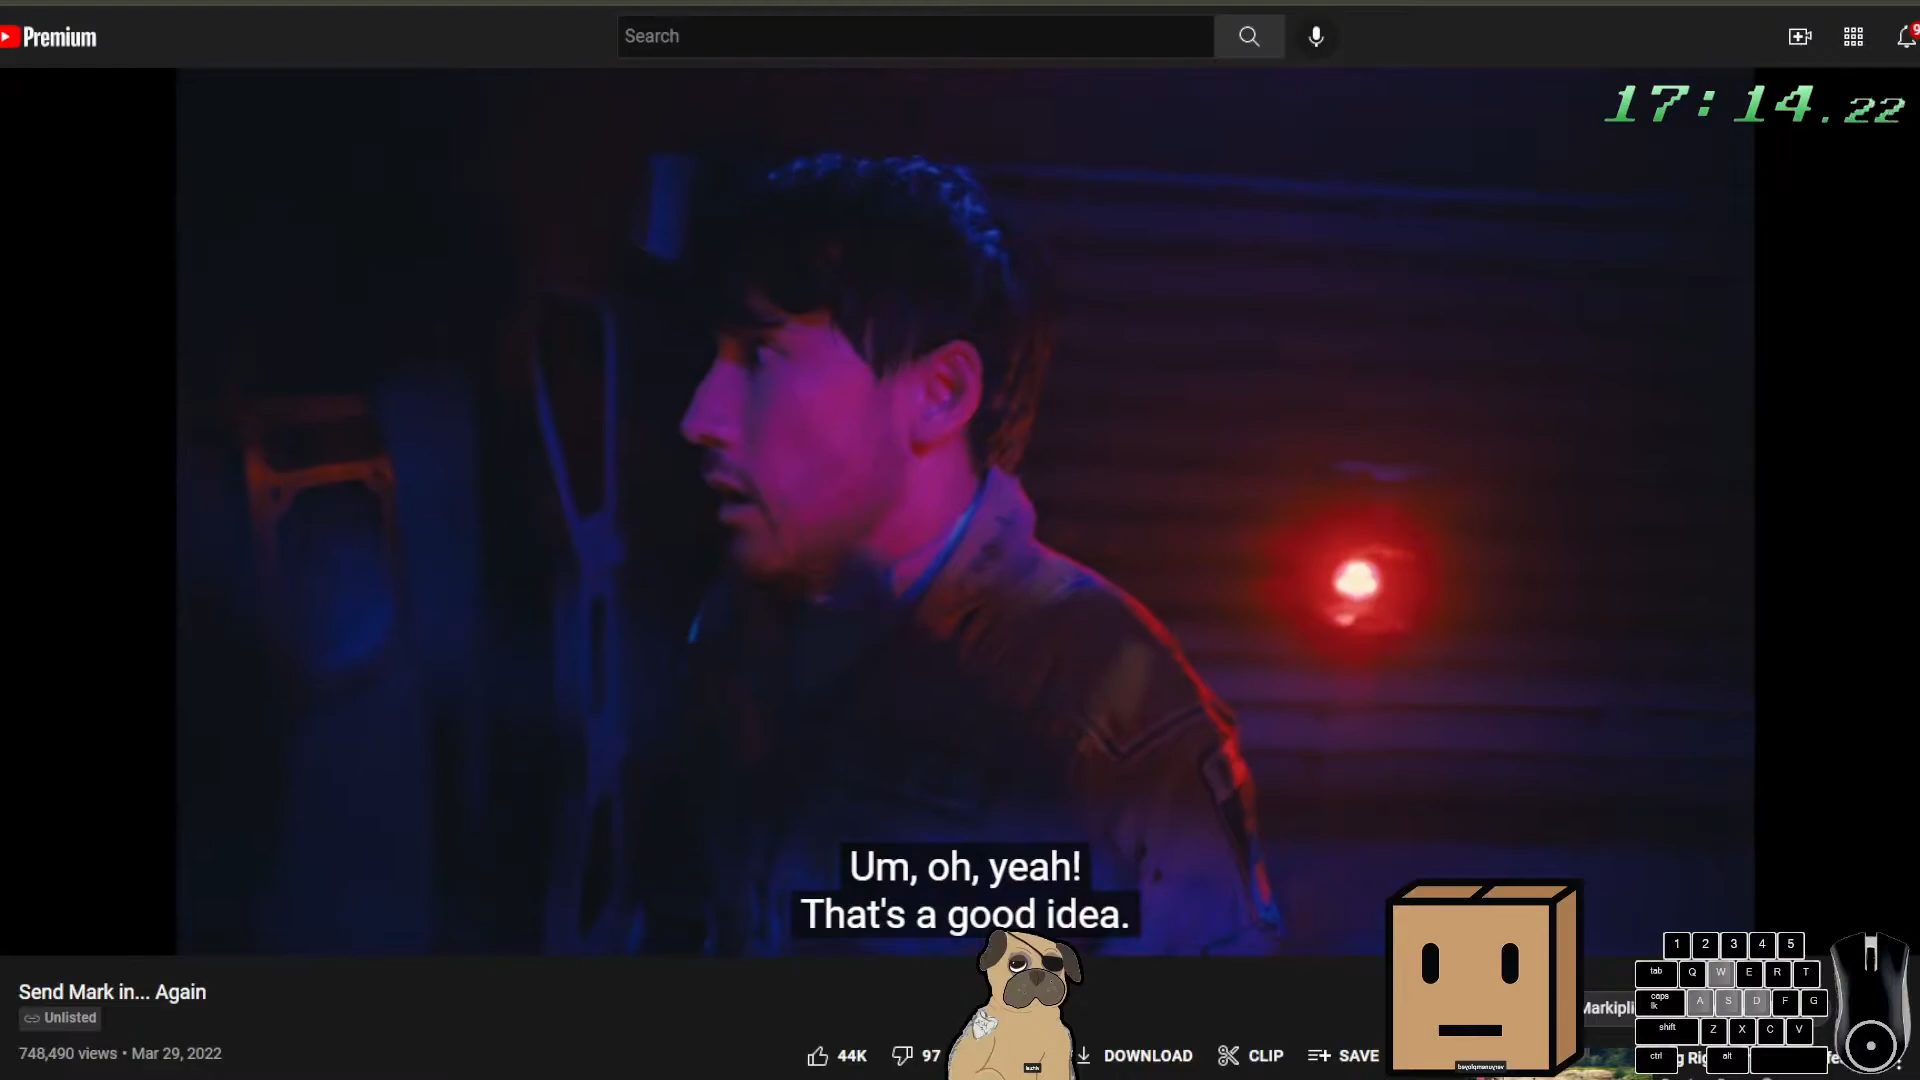 Premium
Search
9
17:14.22
Um, oh, yeah!
That's a good idea.
Send Mark in... Again
Unlisted
748,490 views • Mar 29, 2022
44K
97
DOWNLOAD
CLIP
SAVE
Markipli
1 2 3 4 5
tab Q W E R T
caps lk A S D F G
shift Z X C V
ctrl alt